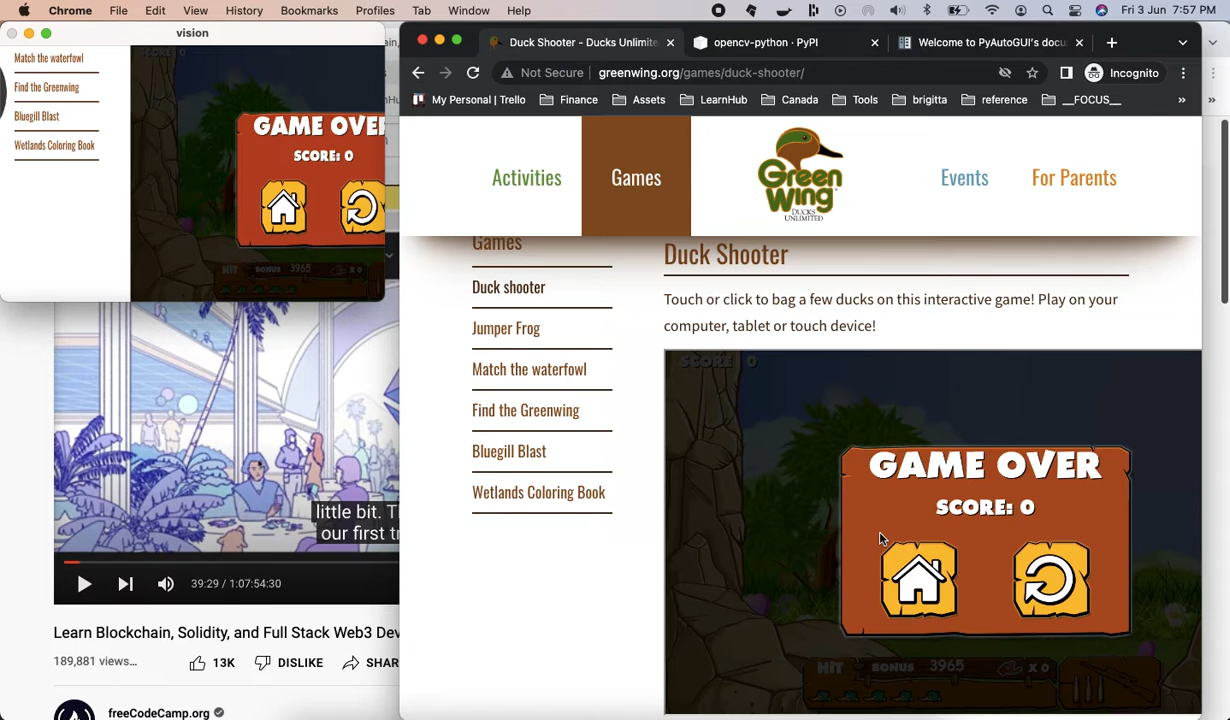 Chrome File Edit View History Bookmarks Profiles Tab Window Help
Fri 3 Jun 7:57 PM
vision
Match the waterfowl
Find the Greenwing
Bluegill Blast
Wetlands Coloring Book
GAME OVER
SCORE: 0
HIT BONUS 3965 X 0
Duck Shooter - Ducks Unlimite
opencv-python · PyPI
Welcome to PyAutoGUI's docu
Not Secure greenwing.org/games/duck-shooter/
Incognito
My Personal | Trello Finance Assets LearnHub Canada Tools brigitta reference __FOCUS__ »
Activities
Games
Green Wing
DUCKS UNLIMITED
Events
For Parents
Games
Duck shooter
Jumper Frog
Match the waterfowl
Find the Greenwing
Bluegill Blast
Wetlands Coloring Book
Duck Shooter
Touch or click to bag a few ducks on this interactive game! Play on your
computer, tablet or touch device!
SCORE 0
GAME OVER
SCORE: 0
HIT BONUS 3965 X 0
little bit.
our first
39:29 / 1:07:54:30
Learn Blockchain, Solidity, and Full Stack Web3
189,881 views...
13K DISLIKE
freeCodeCamp.org